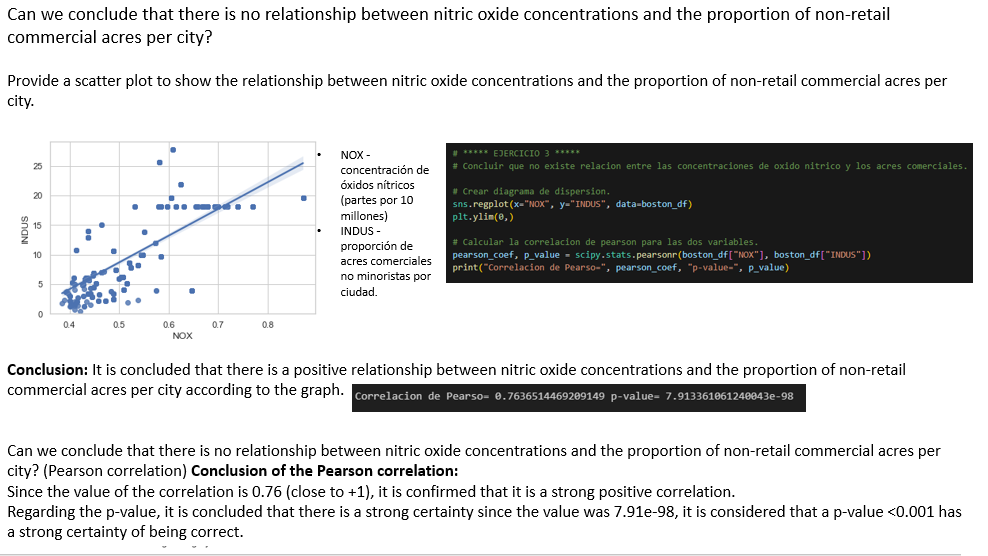 Can we conclude that there is no relationship between nitric oxide concentrations and the proportion of non-retail
commercial acres per city?
Provide a scatter plot to show the relationship between nitric oxide concentrations and the proportion of non-retail commercial acres per
city.
25
20
15
10
5
0
INDUS
0.4 0.5 0.6 0.7 0.8
NOX
• NOX -
concentración de
óxidos nítricos
(partes por 10
millones)
• INDUS -
proporción de
acres comerciales
no minoristas por
ciudad.
# ***** EJERCICIO 3 *****
# Concluir que no existe relacion entre las concentraciones de oxido nitrico y los acres comerciales.
# Crear diagrama de dispersion.
sns.regplot(x="NOX", y="INDUS", data=boston_df)
plt.ylim(0,)
# Calcular la correlacion de pearson para las dos variables.
pearson_coef, p_value = scipy.stats.pearsonr(boston_df["NOX"], boston_df["INDUS"])
print("Correlacion de Pearso=", pearson_coef, "p-value=", p_value)
Conclusion: It is concluded that there is a positive relationship between nitric oxide concentrations and the proportion of non-retail
commercial acres per city according to the graph.
Correlacion de Pearso= 0.7636514469209149 p-value= 7.913361061240043e-98
Can we conclude that there is no relationship between nitric oxide concentrations and the proportion of non-retail commercial acres per
city? (Pearson correlation) Conclusion of the Pearson correlation:
Since the value of the correlation is 0.76 (close to +1), it is confirmed that it is a strong positive correlation.
Regarding the p-value, it is concluded that there is a strong certainty since the value was 7.91e-98, it is considered that a p-value <0.001 has
a strong certainty of being correct.